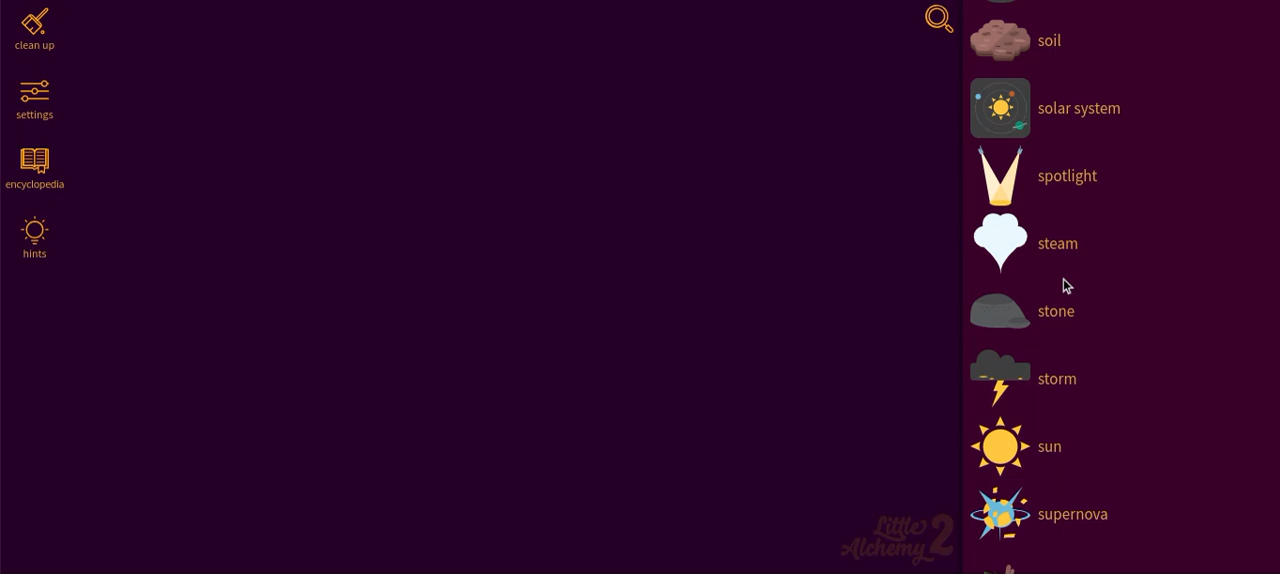 clean up
settings
encyclopedia
hints
soil
solar system
spotlight
steam
stone
storm
sun
supernova
Little
Alchemy 2